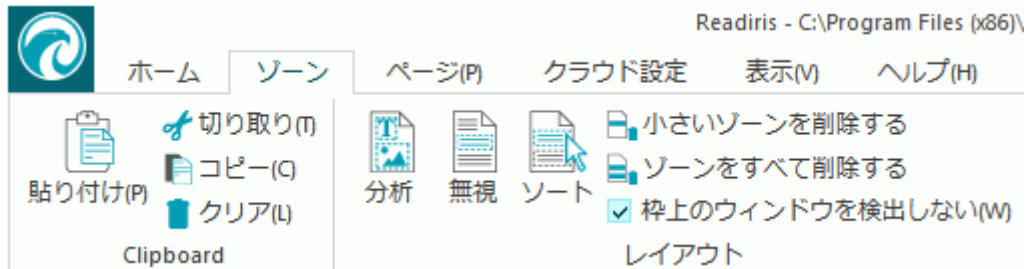 Readiris - C:\Program Files (x86)\
ホーム ゾーン ページ(P) クラウド設定 表示(V) ヘルプ(H)
貼り付け(P)
切り取り(T)
コピー(C)
クリア(L)
Clipboard
分析
無視
ソート
小さいゾーンを削除する
ゾーンをすべて削除する
枠上のウィンドウを検出しない(W)
レイアウト